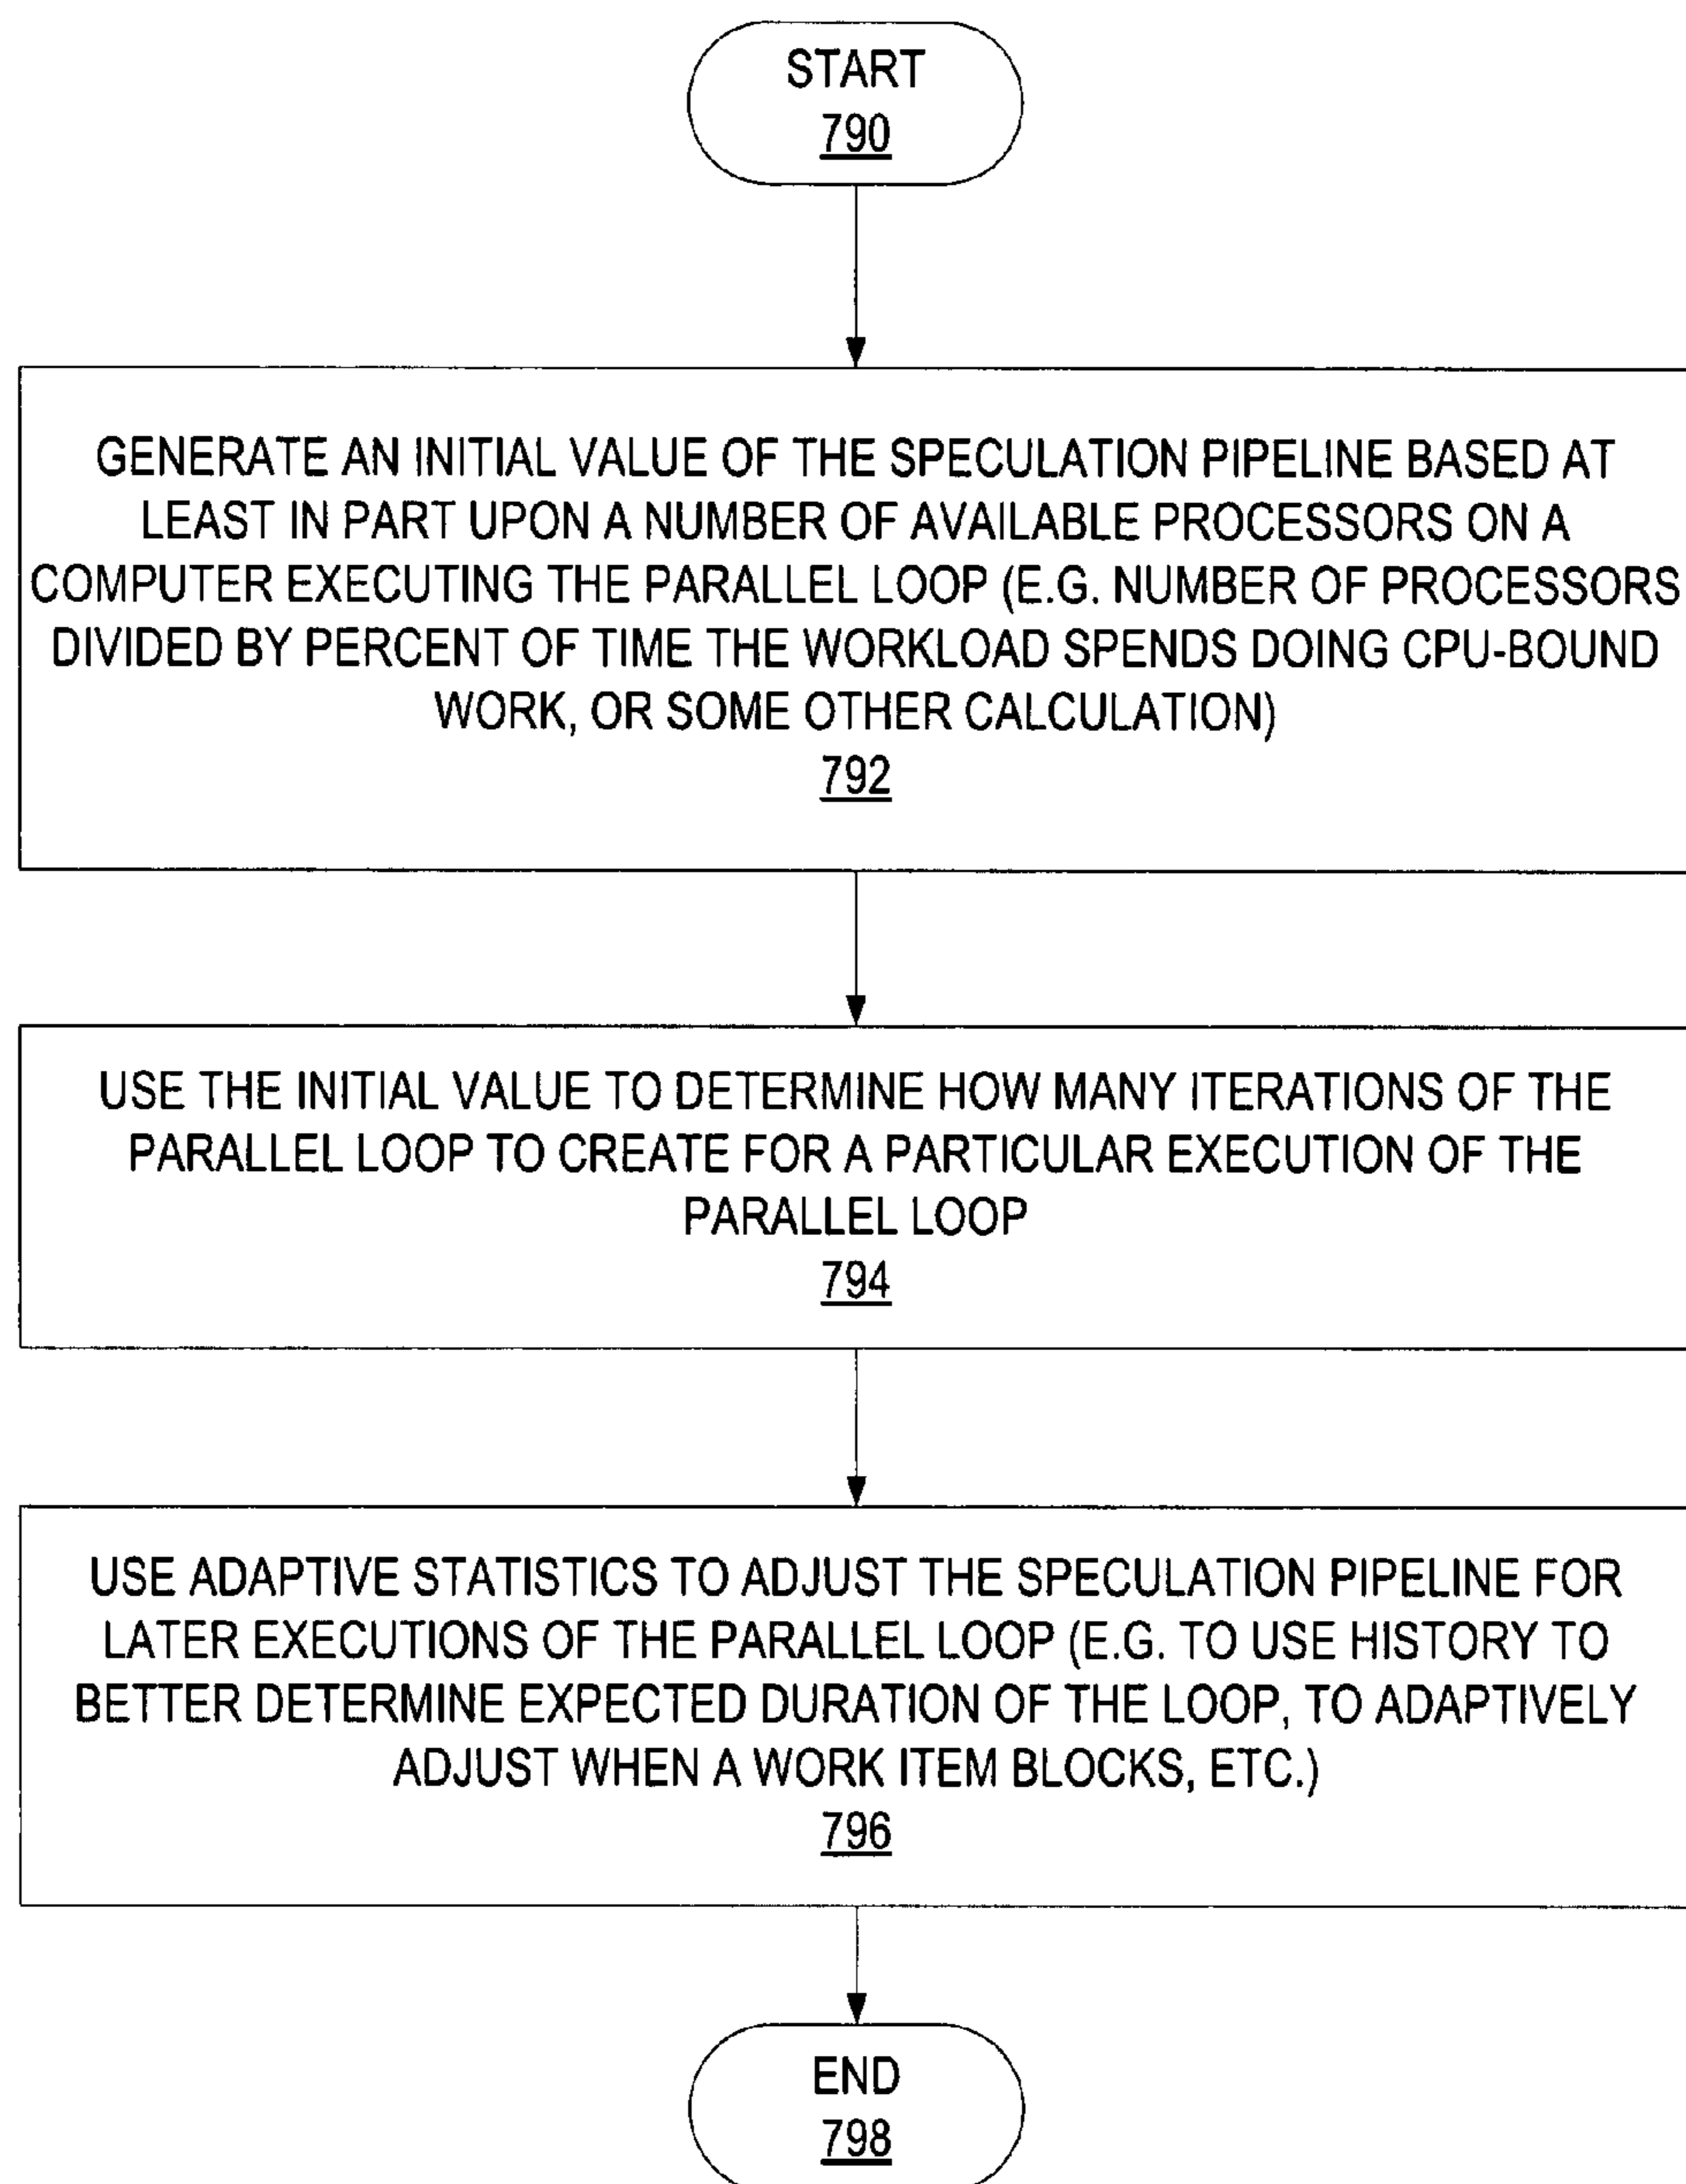 START
790
GENERATE AN INITIAL VALUE OF THE SPECULATION PIPELINE BASED AT
LEAST IN PART UPON A NUMBER OF AVAILABLE PROCESSORS ON A
COMPUTER EXECUTING THE PARALLEL LOOP (E.G. NUMBER OF PROCESSORS
DIVIDED BY PERCENT OF TIME THE WORKLOAD SPENDS DOING CPU-BOUND
WORK, OR SOME OTHER CALCULATION)
792
USE THE INITIAL VALUE TO DETERMINE HOW MANY ITERATIONS OF THE
PARALLEL LOOP TO CREATE FOR A PARTICULAR EXECUTION OF THE
PARALLEL LOOP
794
USE ADAPTIVE STATISTICS TO ADJUST THE SPECULATION PIPELINE FOR
LATER EXECUTIONS OF THE PARALLEL LOOP (E.G. TO USE HISTORY TO
BETTER DETERMINE EXPECTED DURATION OF THE LOOP, TO ADAPTIVELY
ADJUST WHEN A WORK ITEM BLOCKS, ETC.)
796
END
798